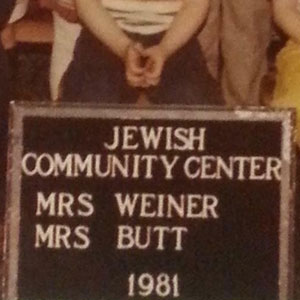 JEWISH
COMMUNITY CENTER
MRS WEINER
MRS BUTT
1981